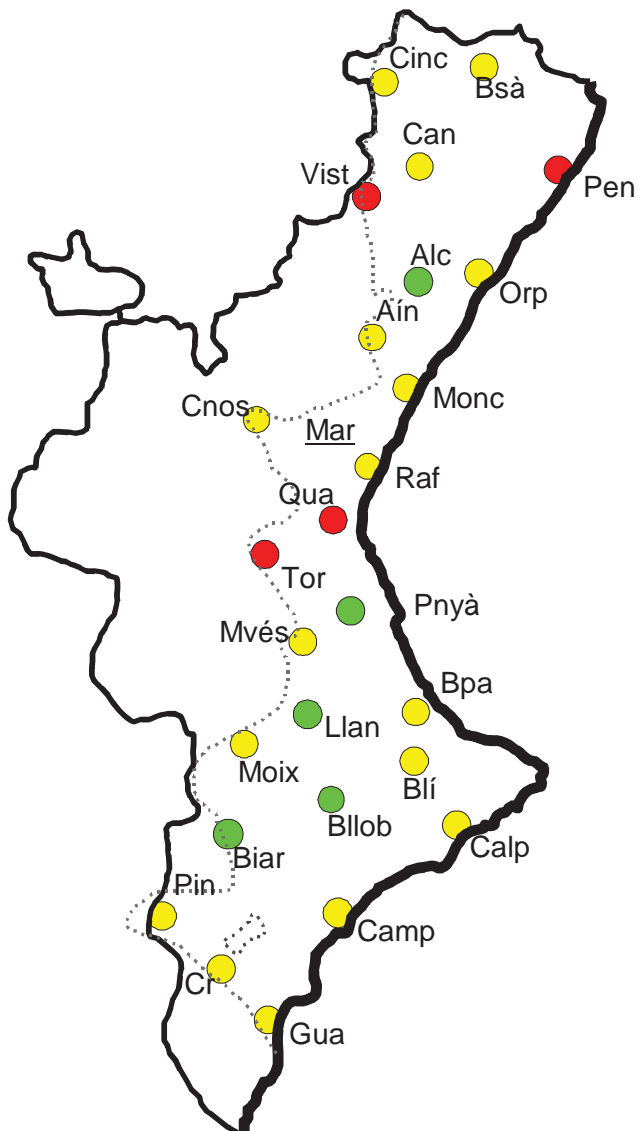 Cinc
Bsà
Can
Vist
Pen
Alc
Orp
Aín
Monc
Cnos
Mar
Raf
Qua
Tor
Pnyà
Mvés
Bpa
Llan
Moix
Blí
Bllob
Calp
Biar
Pin
Camp
Cr
Gua